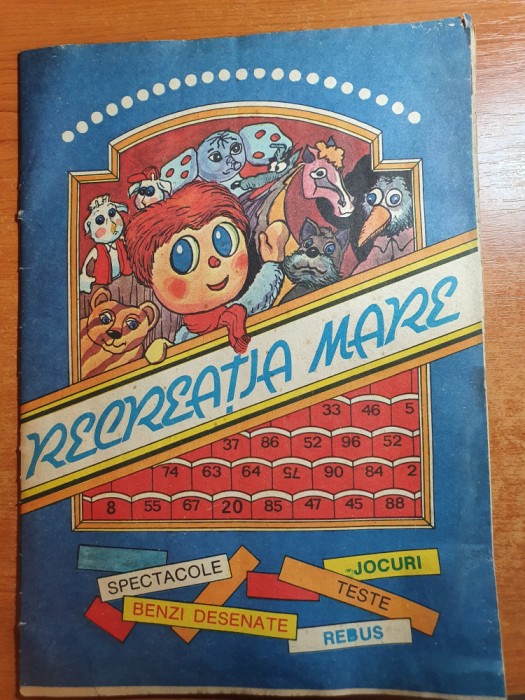 RECREAȚIA MARE
33 46 5
37 86 52 96 52
74 63 64 75 90 84 2
8 55 67 20 85 47 45 88
SPECTACOLE
JOCURI
TESTE
BENZI DESENATE
REBUS